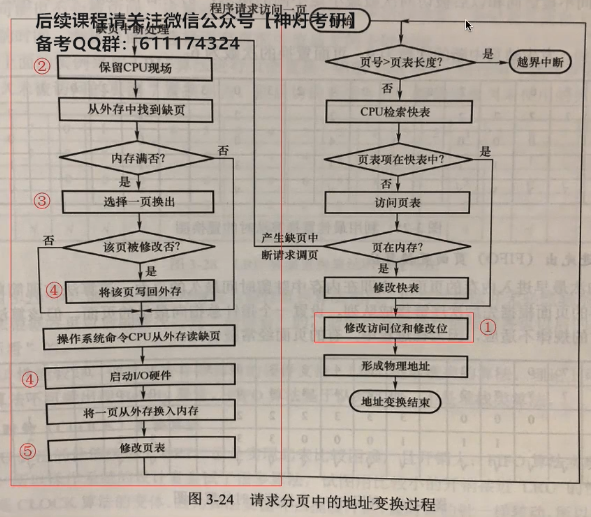 程序请求访问一页
后续课程请关注微信公众号【神灯考研】
备考QQ群：611174324
缺页中断处理
②
保留CPU现场
从外存中找到缺页
内存满否？
否
是
③
选择一页换出
该页被修改否？
否
是
④
将该页写回外存
操作系统命令CPU从外存读缺页
④
启动I/O硬件
将一页从外存换入内存
⑤
修改页表
页号>页表长度？
是
越界中断
否
CPU检索快表
页表项在快表中？
是
否
访问页表
产生缺页中
断请求调页
页在内存？
是
修改快表
①
修改访问位和修改位
形成物理地址
地址变换结束
图 3-24 请求分页中的地址变换过程